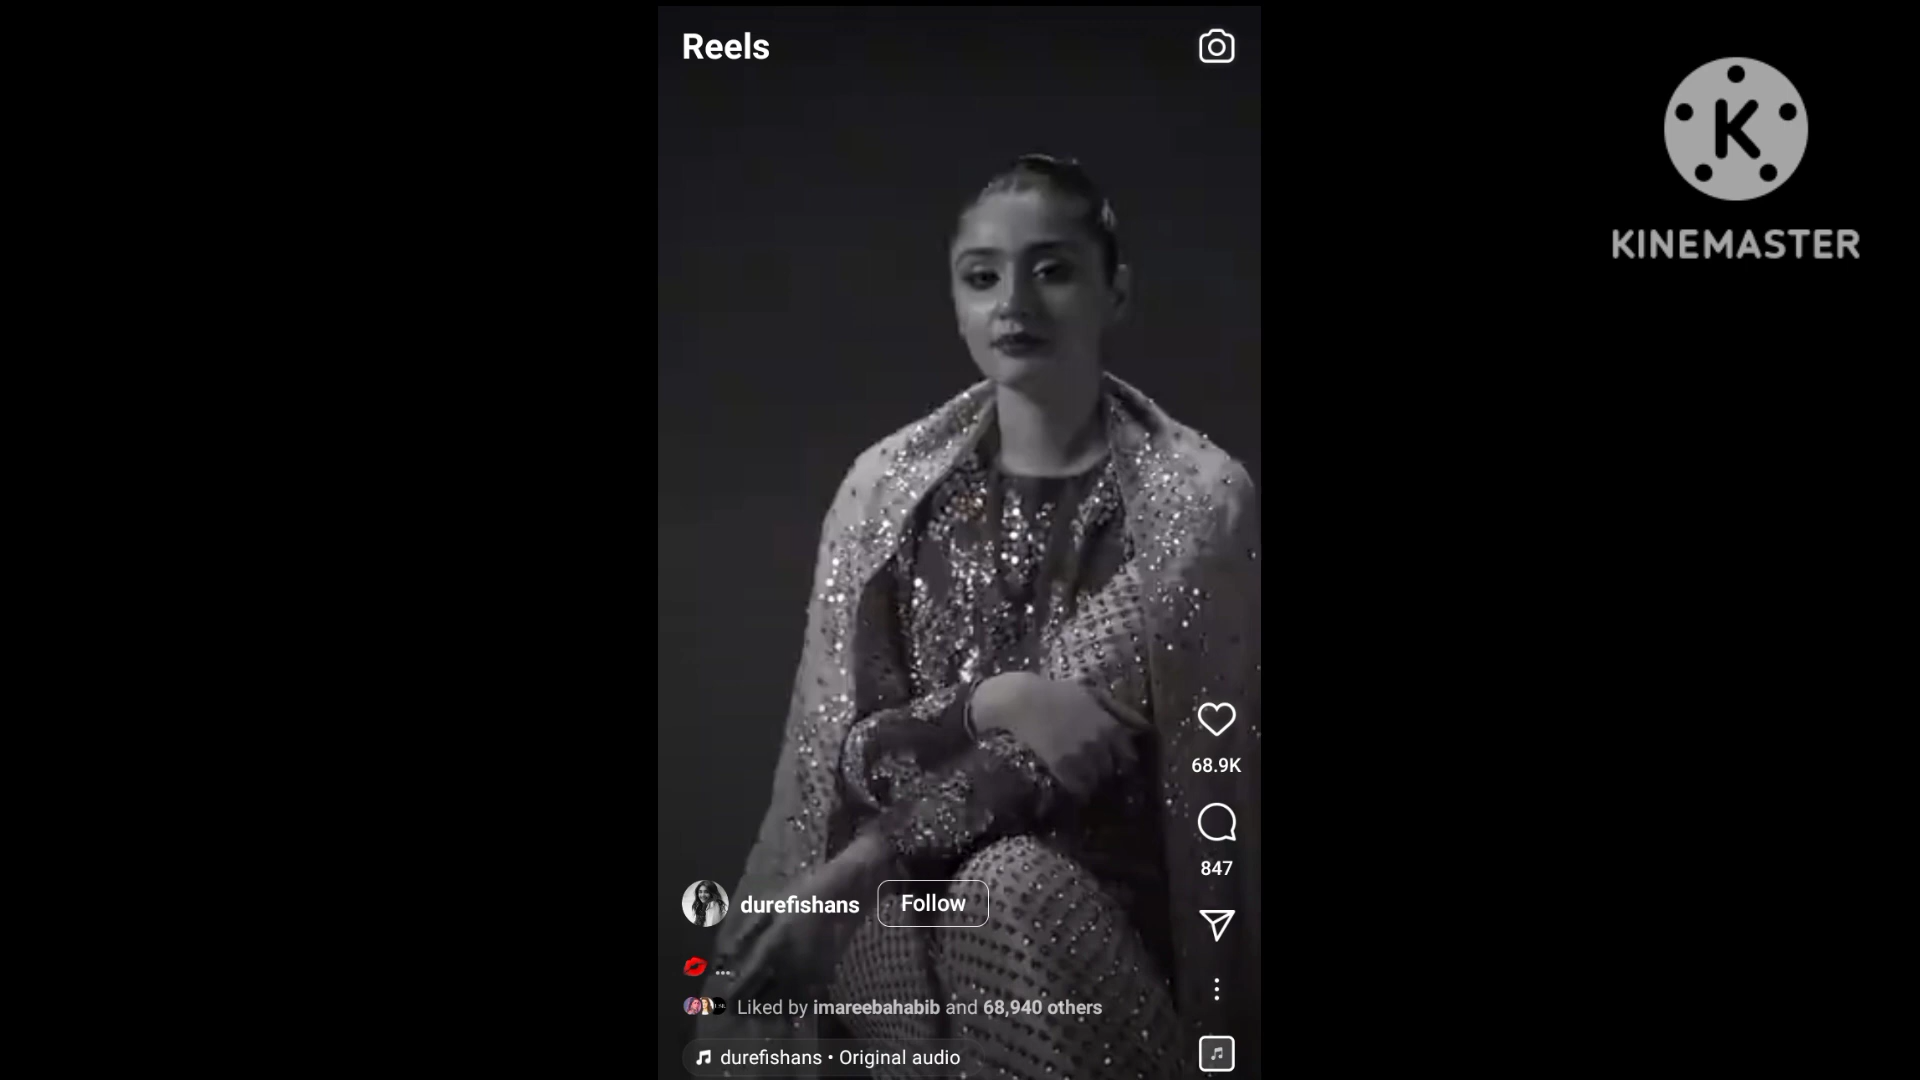 Reels
K
KINEMASTER
68.9K
847
durefishans Follow
...
Liked by imareebahabib and 68,940 others
durefishans • Original audio